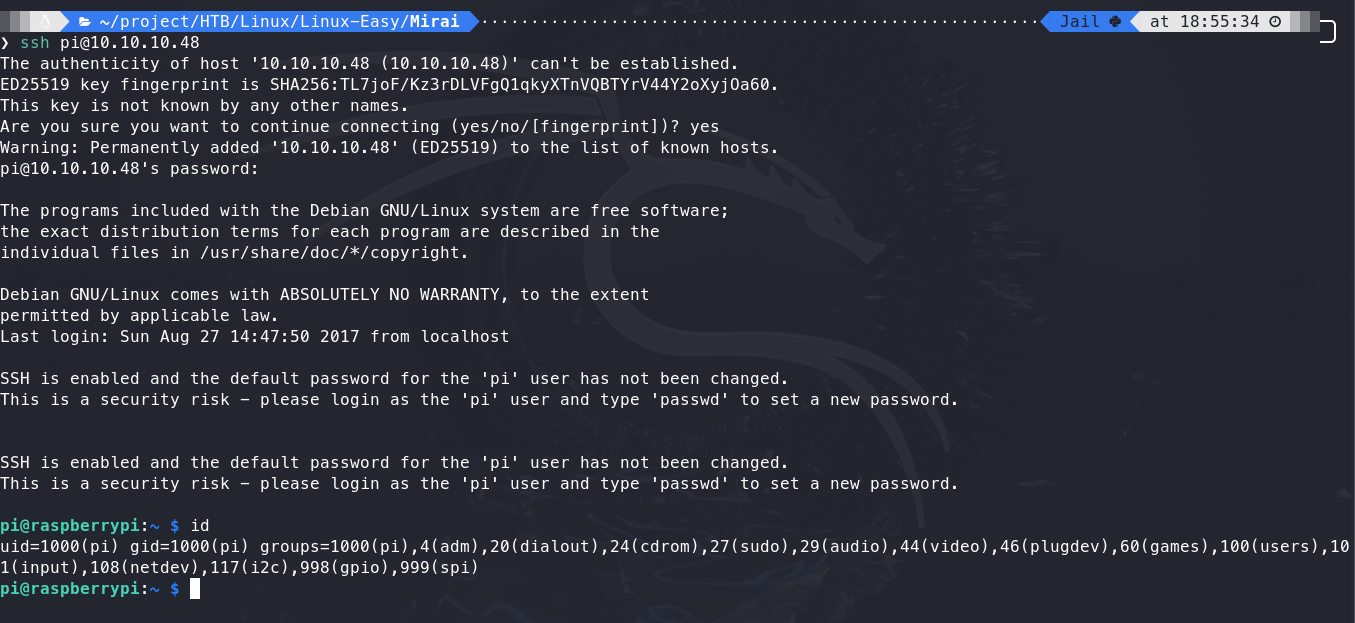 ~/project/HTB/Linux/Linux-Easy/Mirai ········································································ Jail at 18:55:34
❯ ssh pi@10.10.10.48
The authenticity of host '10.10.10.48 (10.10.10.48)' can't be established.
ED25519 key fingerprint is SHA256:TL7joF/Kz3rDLVFgQ1qkyXTnVQBTYrV44Y2oXyjOa60.
This key is not known by any other names.
Are you sure you want to continue connecting (yes/no/[fingerprint])? yes
Warning: Permanently added '10.10.10.48' (ED25519) to the list of known hosts.
pi@10.10.10.48's password:
The programs included with the Debian GNU/Linux system are free software;
the exact distribution terms for each program are described in the
individual files in /usr/share/doc/*/copyright.
Debian GNU/Linux comes with ABSOLUTELY NO WARRANTY, to the extent
permitted by applicable law.
Last login: Sun Aug 27 14:47:50 2017 from localhost
SSH is enabled and the default password for the 'pi' user has not been changed.
This is a security risk - please login as the 'pi' user and type 'passwd' to set a new password.
SSH is enabled and the default password for the 'pi' user has not been changed.
This is a security risk - please login as the 'pi' user and type 'passwd' to set a new password.
pi@raspberrypi:~ $ id
uid=1000(pi) gid=1000(pi) groups=1000(pi),4(adm),20(dialout),24(cdrom),27(sudo),29(audio),44(video),46(plugdev),60(games),100(users),10
1(input),108(netdev),117(i2c),998(gpio),999(spi)
pi@raspberrypi:~ $